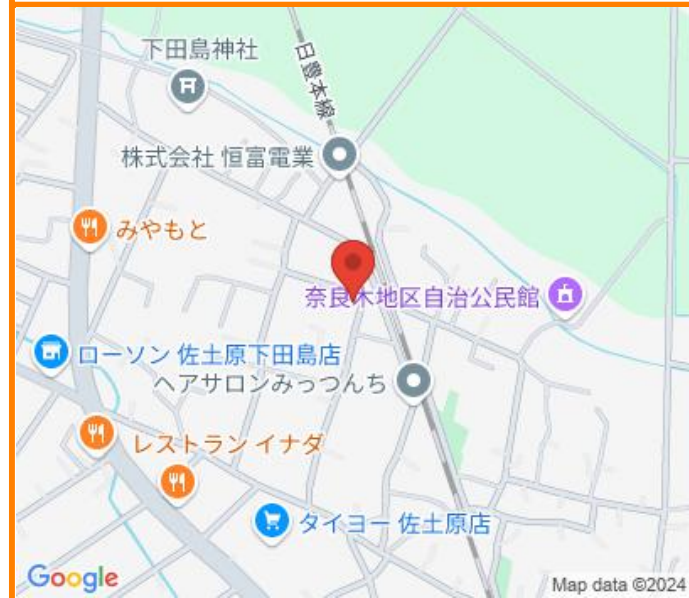 下田島神社
日豊本線
株式会社 恒富電業
みやもと
奈良木地区自治公民館
ローソン 佐土原下田島店
ヘアサロンみっつんち
レストラン イナダ
タイヨー 佐土原店
Google
Map data ©2024